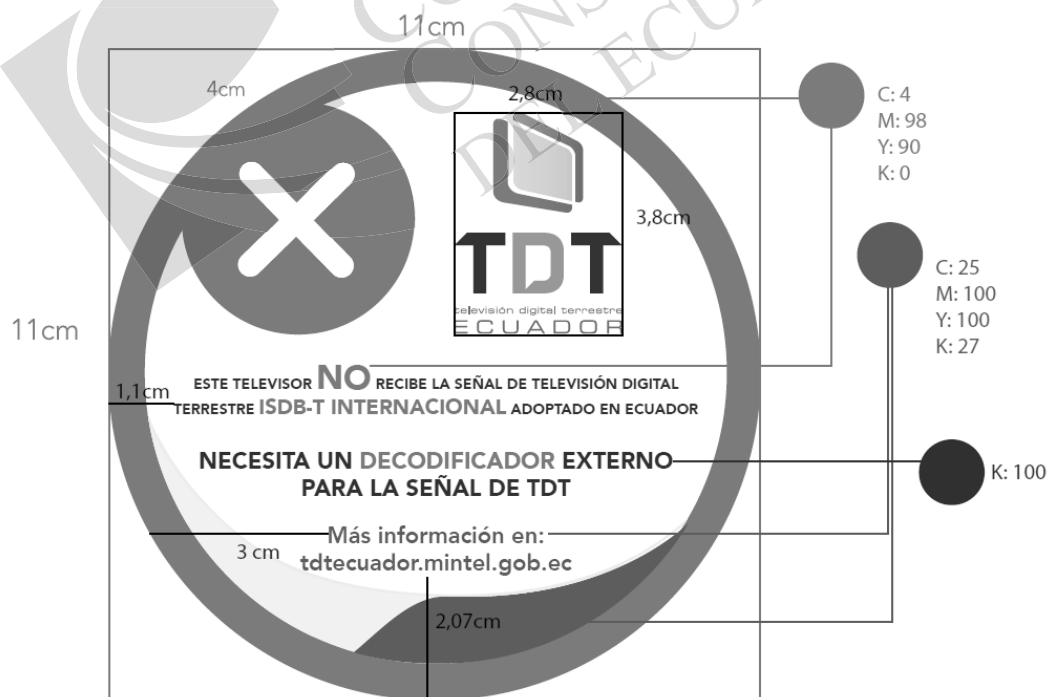 11cm
4cm
2,8cm
C: 4
M: 98
Y: 90
K: 0
3,8cm
TDT
televisión digital terrestre
ECUADOR
C: 25
M: 100
Y: 100
K: 27
11cm
1,1cm
ESTE TELEVISOR NO RECIBE LA SEÑAL DE TELEVISIÓN DIGITAL
TERRESTRE ISDB-T INTERNACIONAL ADOPTADO EN ECUADOR
NECESITA UN DECODIFICADOR EXTERNO
PARA LA SEÑAL DE TDT
K: 100
Más información en:
tdtecuador.mintel.gob.ec
3 cm
2,07cm